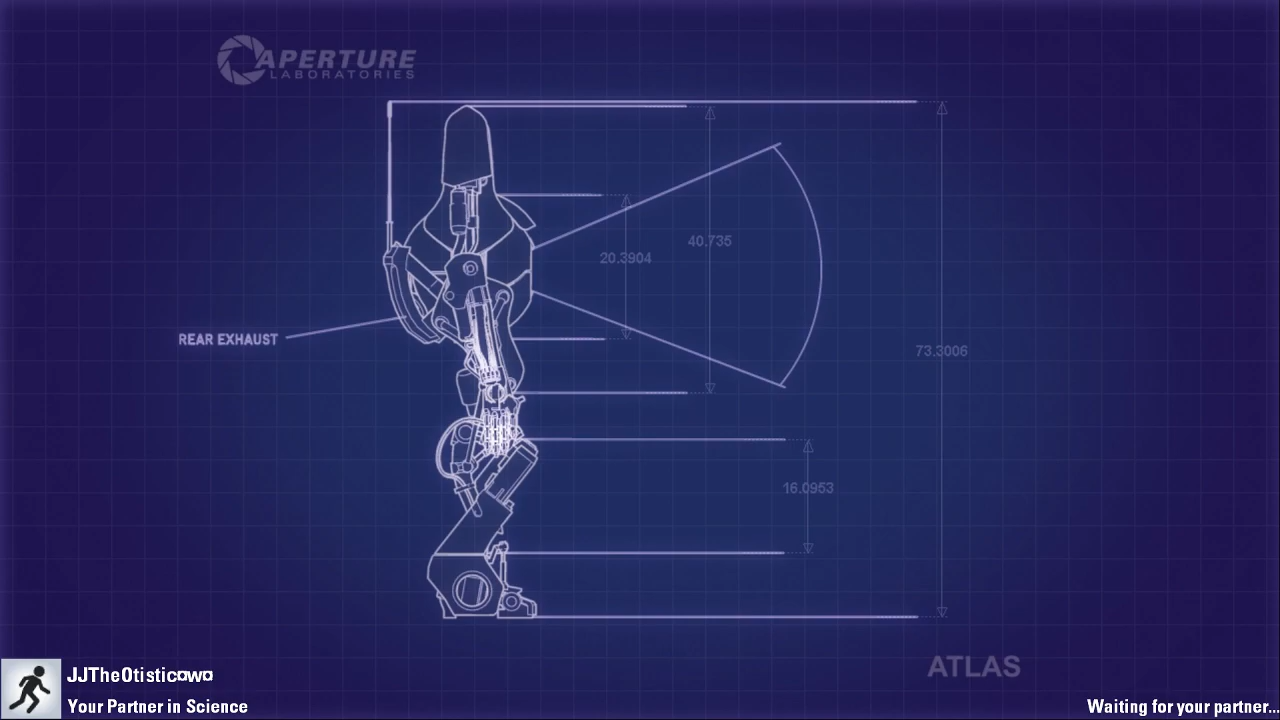 APERTURE
LABORATORIES
40.735
20.3904
REAR EXHAUST
73.3006
16.0953
ATLAS
JJTheOtistic¤w¤
Your Partner in Science
Waiting for your partner...